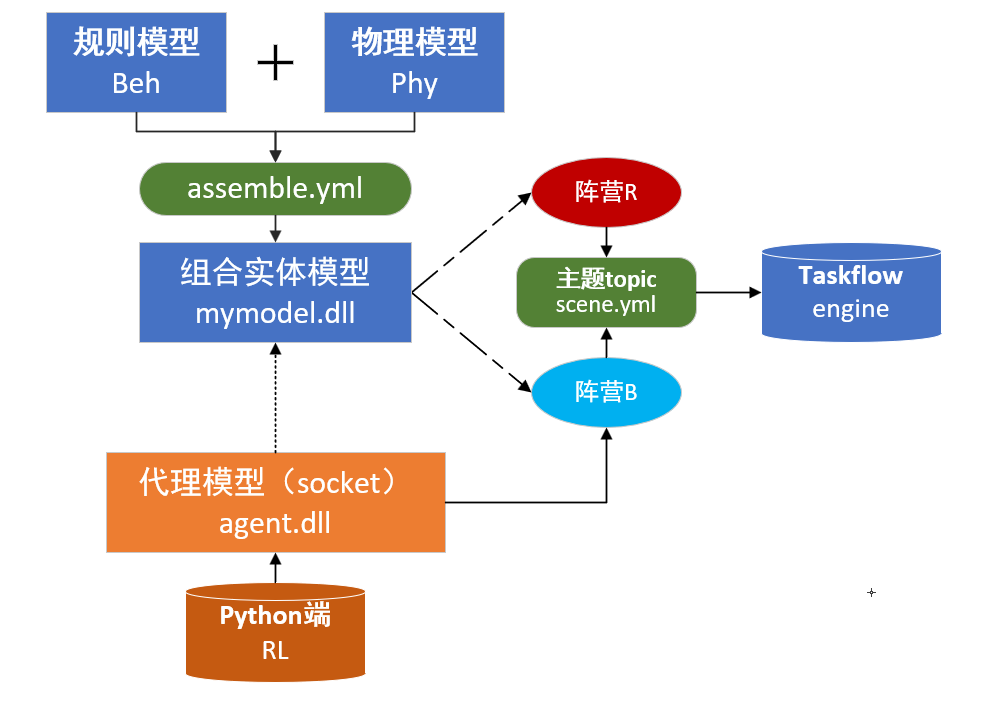 规则模型
Beh
物理模型
Phy
assemble.yml
组合实体模型
mymodel.dll
阵营R
主题topic
scene.yml
Taskflow
engine
阵营B
代理模型（socket）
agent.dll
Python端
RL